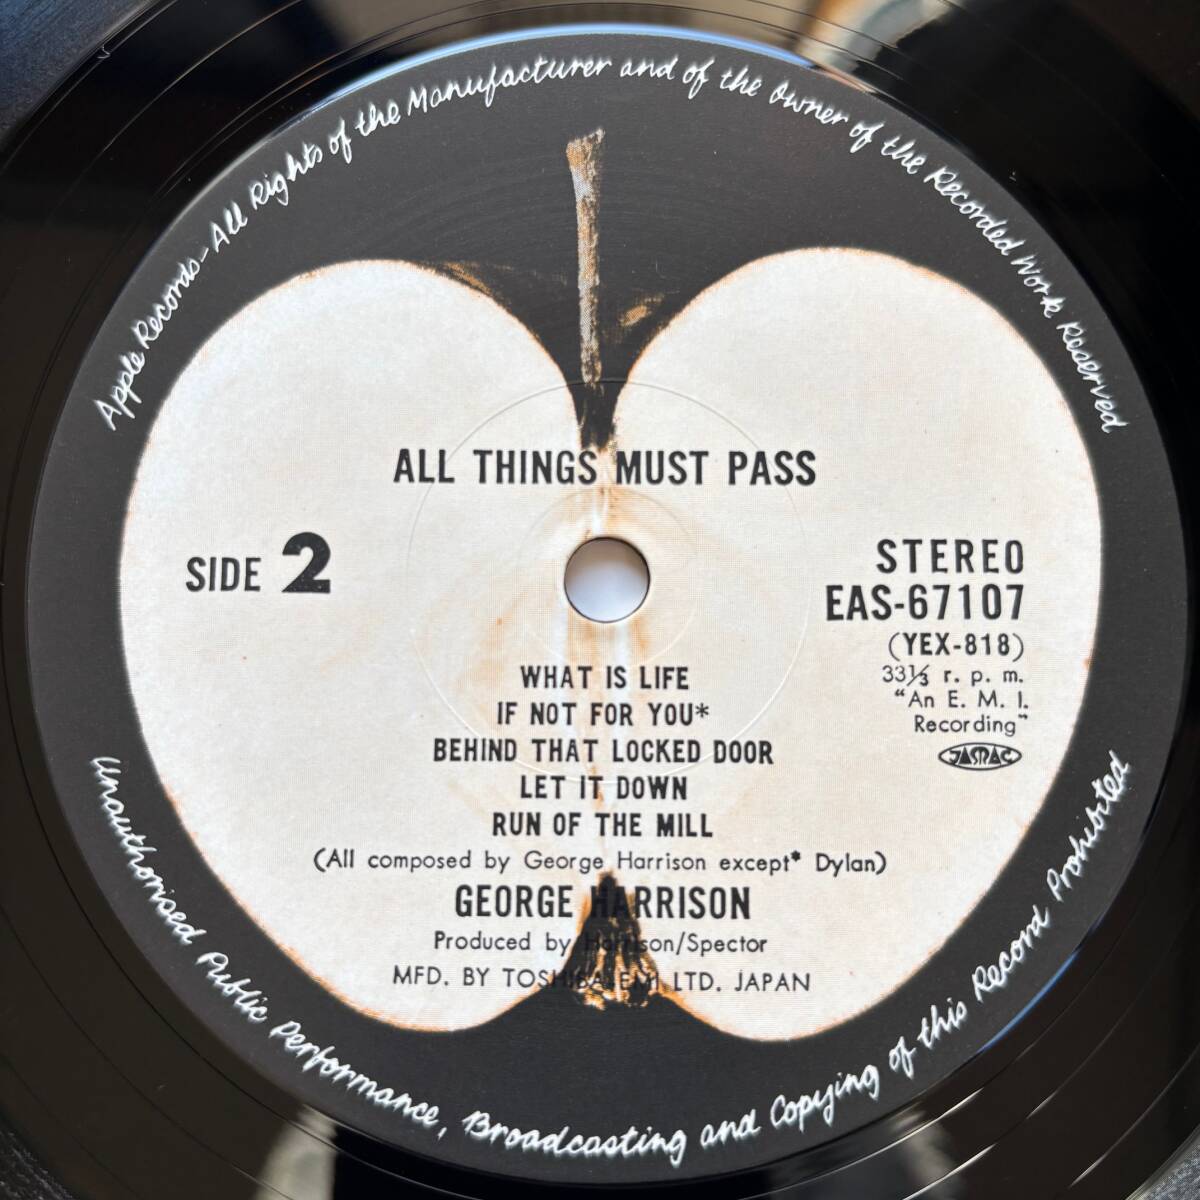 Apple Records-All Rights of the Manufacturer and of the Owner of the Recorded Work Reserved
ALL THINGS MUST PASS
SIDE 2
STEREO
EAS-67107
(YEX-818)
33⅓ r. p. m.
“An E. M. I.
Recording”
JASRAC
WHAT IS LIFE
IF NOT FOR YOU*
BEHIND THAT LOCKED DOOR
LET IT DOWN
RUN OF THE MILL
(All composed by George Harrison except* Dylan)
GEORGE HARRISON
Produced by Harrison/Spector
MFD. BY TOSHIBA EMI LTD. JAPAN
Unauthorised Public Performance, Broadcasting and Copying of this Record Prohibited